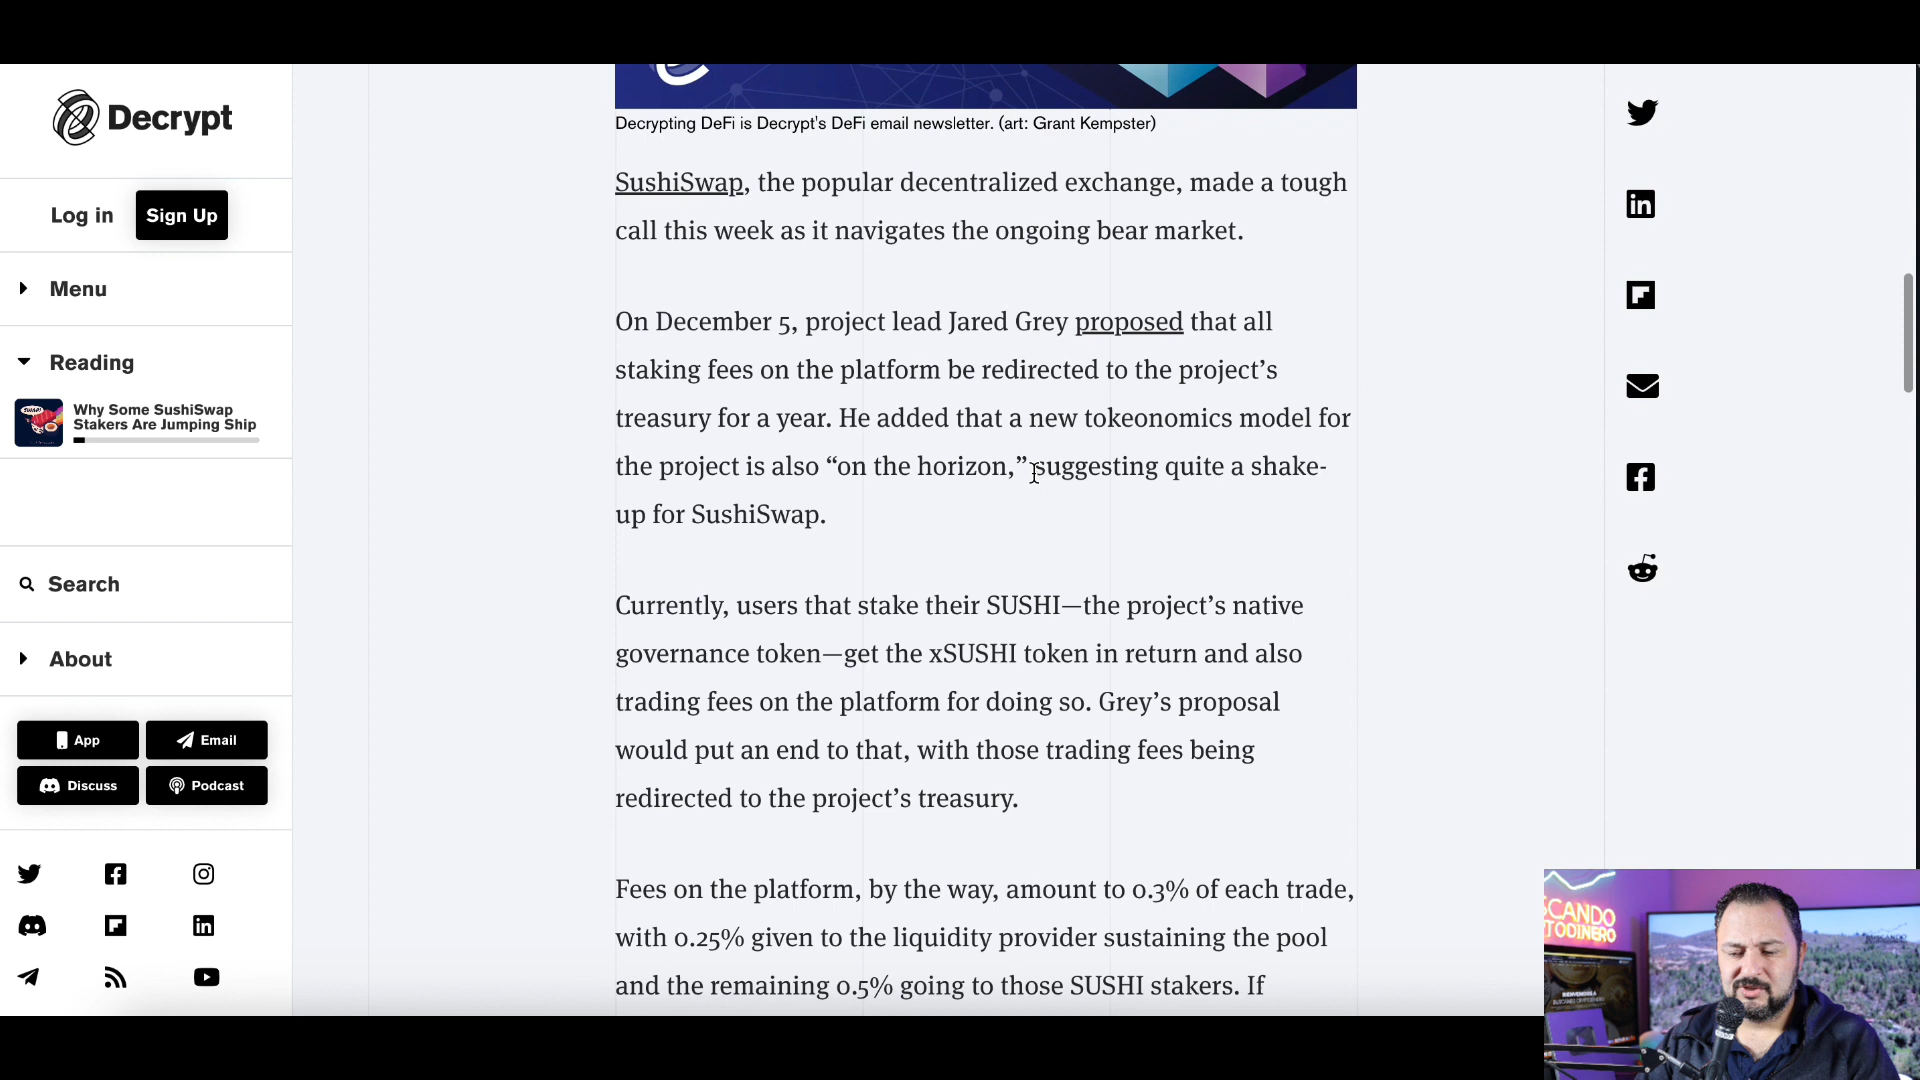 Decrypt
Log in
Sign Up
Menu
Reading
Why Some SushiSwap
Stakers Are Jumping Ship
Search
About
App
Email
Discuss
Podcast
Decrypting DeFi is Decrypt's DeFi email newsletter. (art: Grant Kempster)
SushiSwap, the popular decentralized exchange, made a tough
call this week as it navigates the ongoing bear market.
On December 5, project lead Jared Grey proposed that all
staking fees on the platform be redirected to the project’s
treasury for a year. He added that a new tokeonomics model for
the project is also “on the horizon,” suggesting quite a shake-
up for SushiSwap.
Currently, users that stake their SUSHI—the project’s native
governance token—get the xSUSHI token in return and also
trading fees on the platform for doing so. Grey’s proposal
would put an end to that, with those trading fees being
redirected to the project’s treasury.
Fees on the platform, by the way, amount to 0.3% of each trade,
with 0.25% given to the liquidity provider sustaining the pool
and the remaining 0.5% going to those SUSHI stakers. If
SCANDO
TODINERO